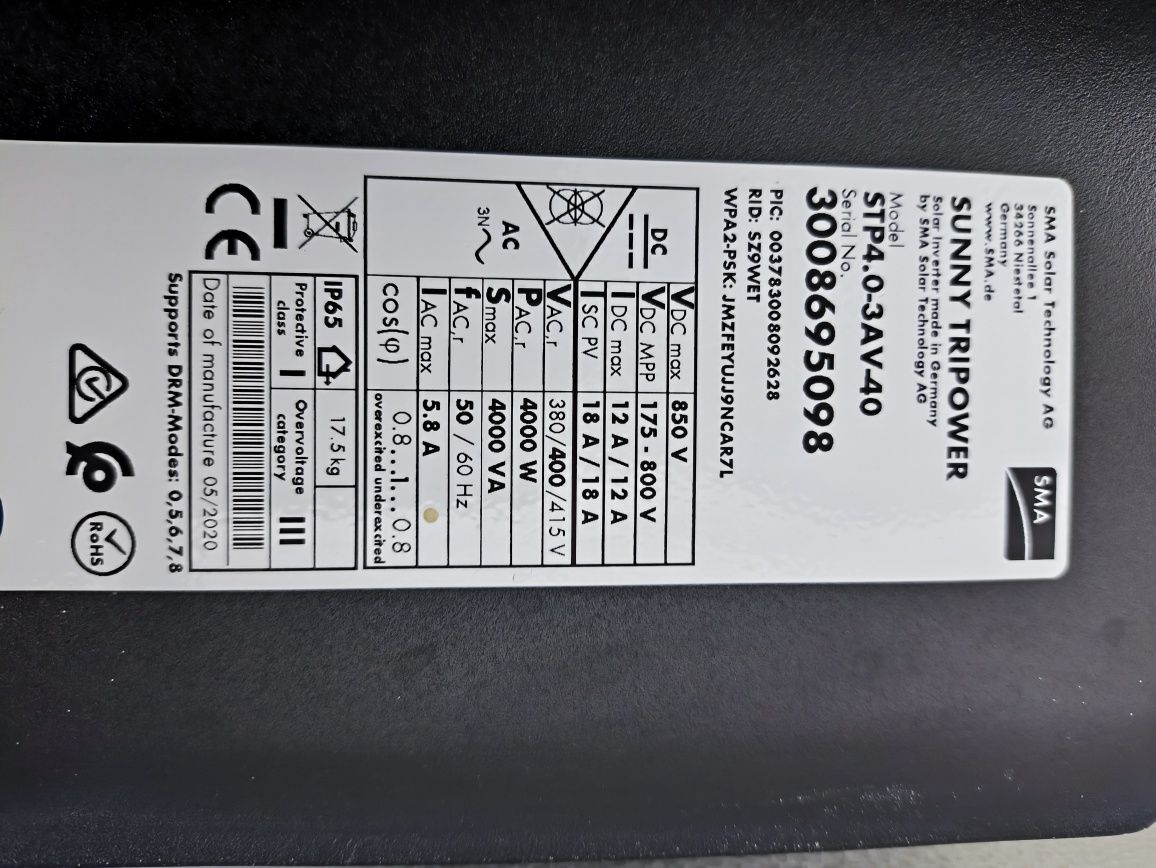 SMA Solar Technology AG
Sonnenallee 1
34266 Niestetal
Germany
www.SMA.de
SMA
SUNNY TRIPOWER
Solar Inverter made in Germany
by SMA Solar Technology AG
Model
STP4.0-3AV-40
Serial No.
3008695098
PIC: 003783008092628
RID: SZ9WET
WPA2-PSK: JMZFEYUJJ9NCAR7L
DC
VDC max 850 V
VDC MPP 175 - 800 V
IDC max 12 A / 12 A
ISC PV 18 A / 18 A
AC
3N
VAC,r 380/400/415 V
PAC,r 4000 W
Smax 4000 VA
fAC,r 50 / 60 Hz
IAC max 5.8 A
cos(φ) 0.8...1...0.8
overexcited underexcited
IP65 17.5 kg
Protective class I Overvoltage category III
Date of manufacture 05/2020
CE
Supports DRM-Modes: 0,5,6,7,8
RoHS